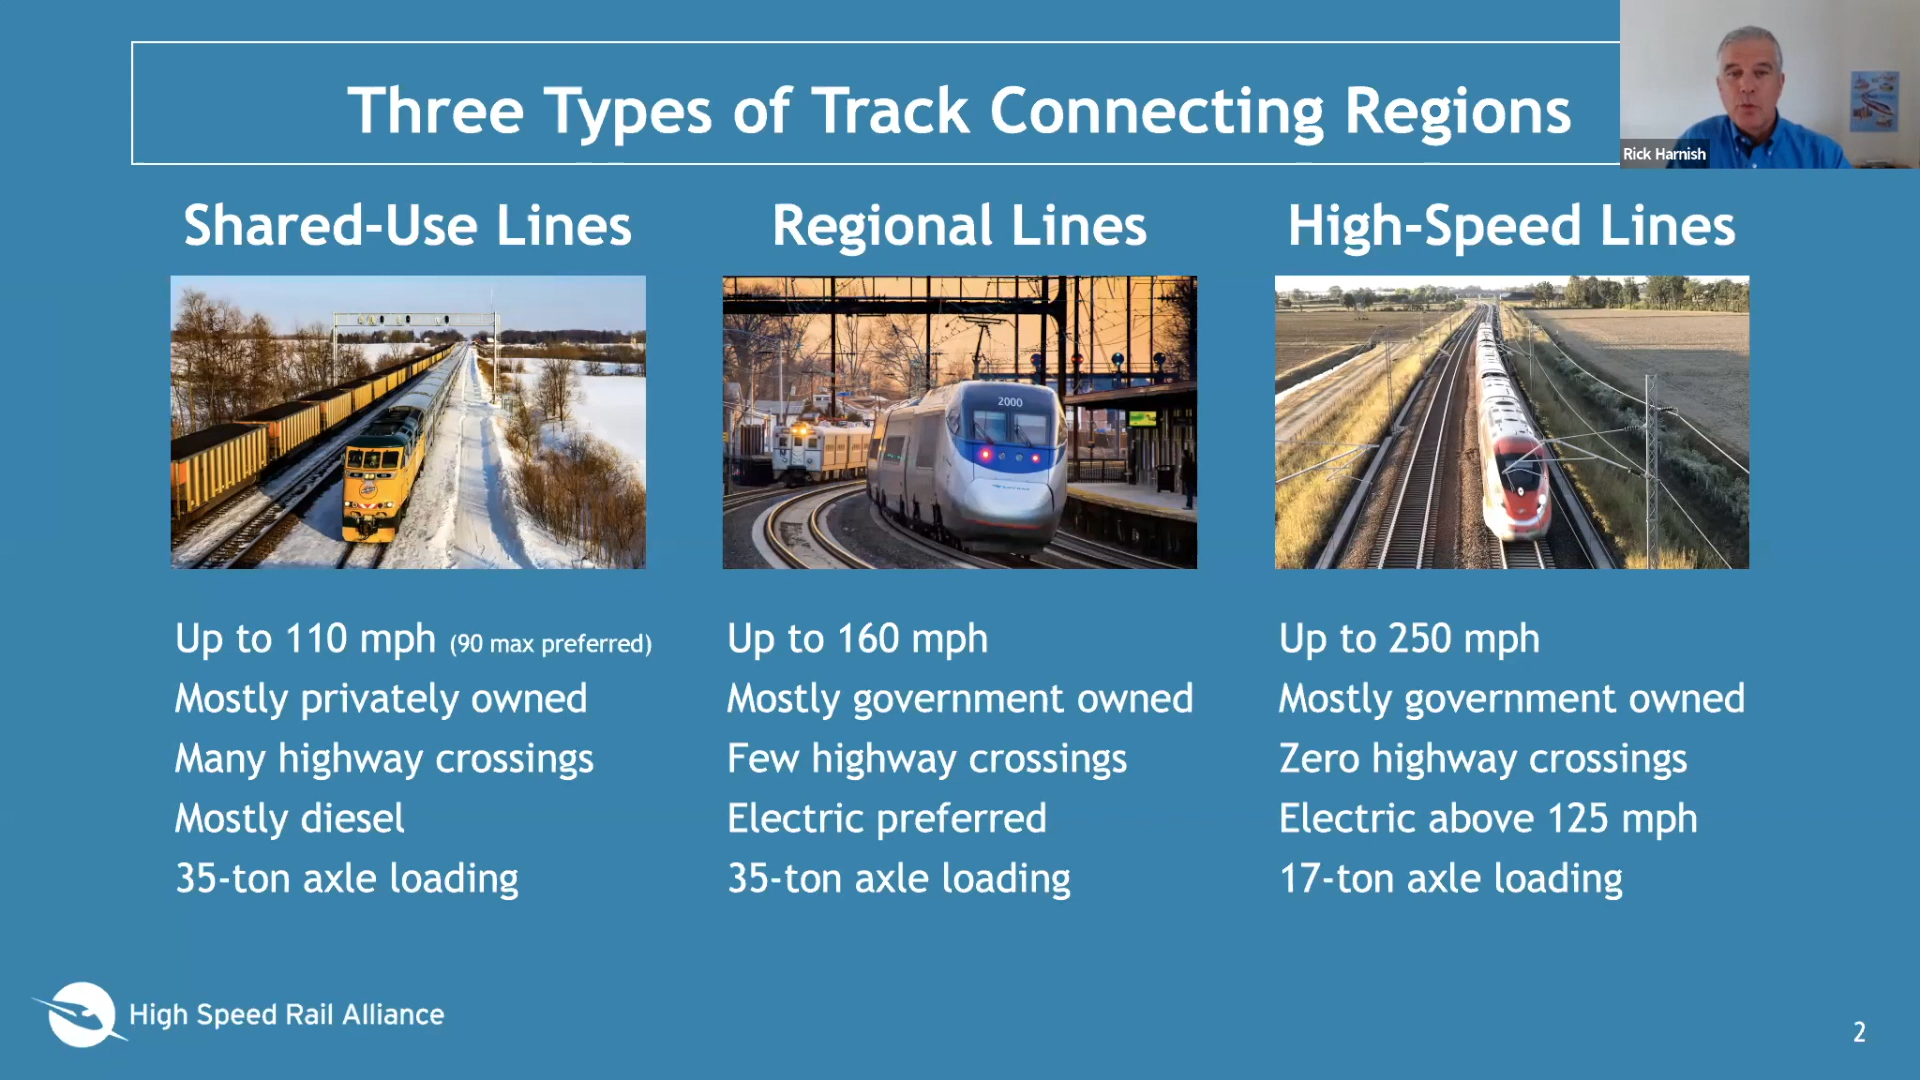 Three Types of Track Connecting Regions
Rick Harnish
Shared-Use Lines
Regional Lines
High-Speed Lines
2000
Up to 110 mph (90 max preferred)
Mostly privately owned
Many highway crossings
Mostly diesel
35-ton axle loading
Up to 160 mph
Mostly government owned
Few highway crossings
Electric preferred
35-ton axle loading
Up to 250 mph
Mostly government owned
Zero highway crossings
Electric above 125 mph
17-ton axle loading
High Speed Rail Alliance
2